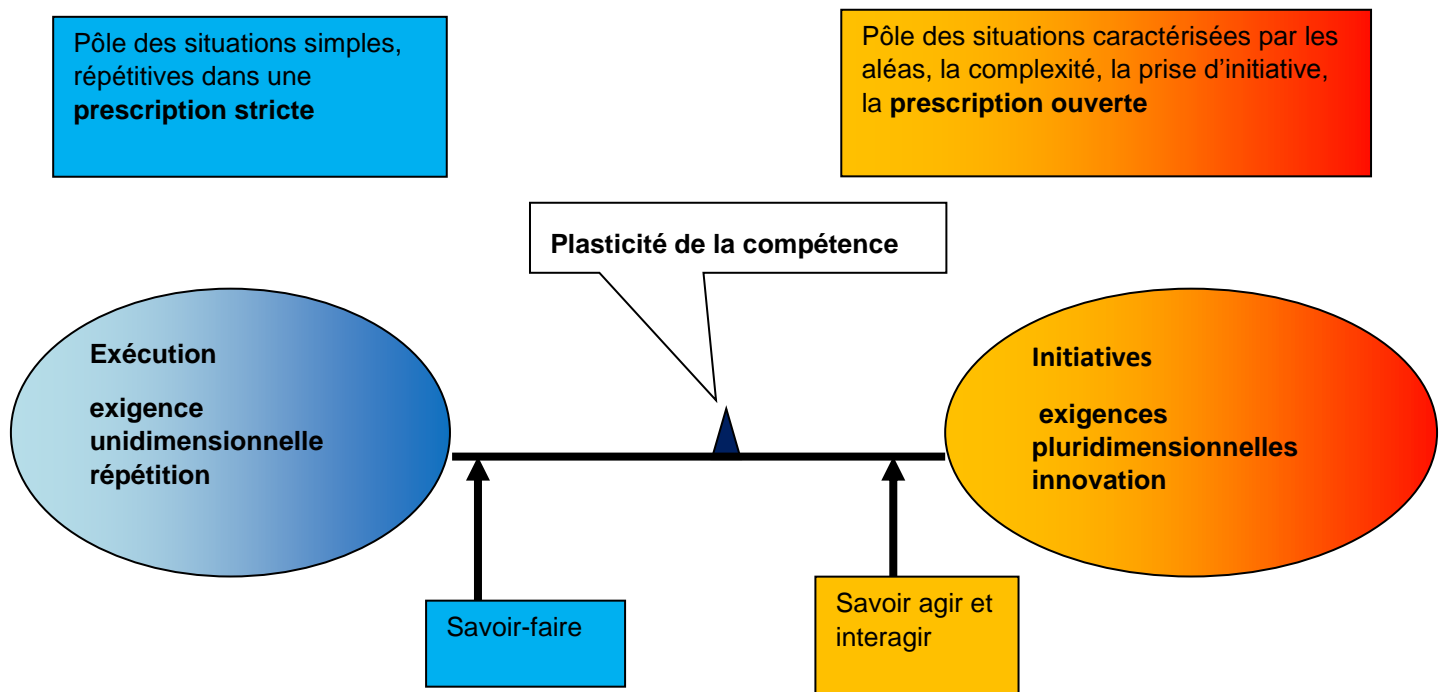 Pôle des situations simples,
répétitives dans une
prescription stricte
Pôle des situations caractérisées par les
aléas, la complexité, la prise d’initiative,
la prescription ouverte
Plasticité de la compétence
Exécution
exigence
unidimensionnelle
répétition
Initiatives
exigences
pluridimensionnelles
innovation
Savoir-faire
Savoir agir et
interagir